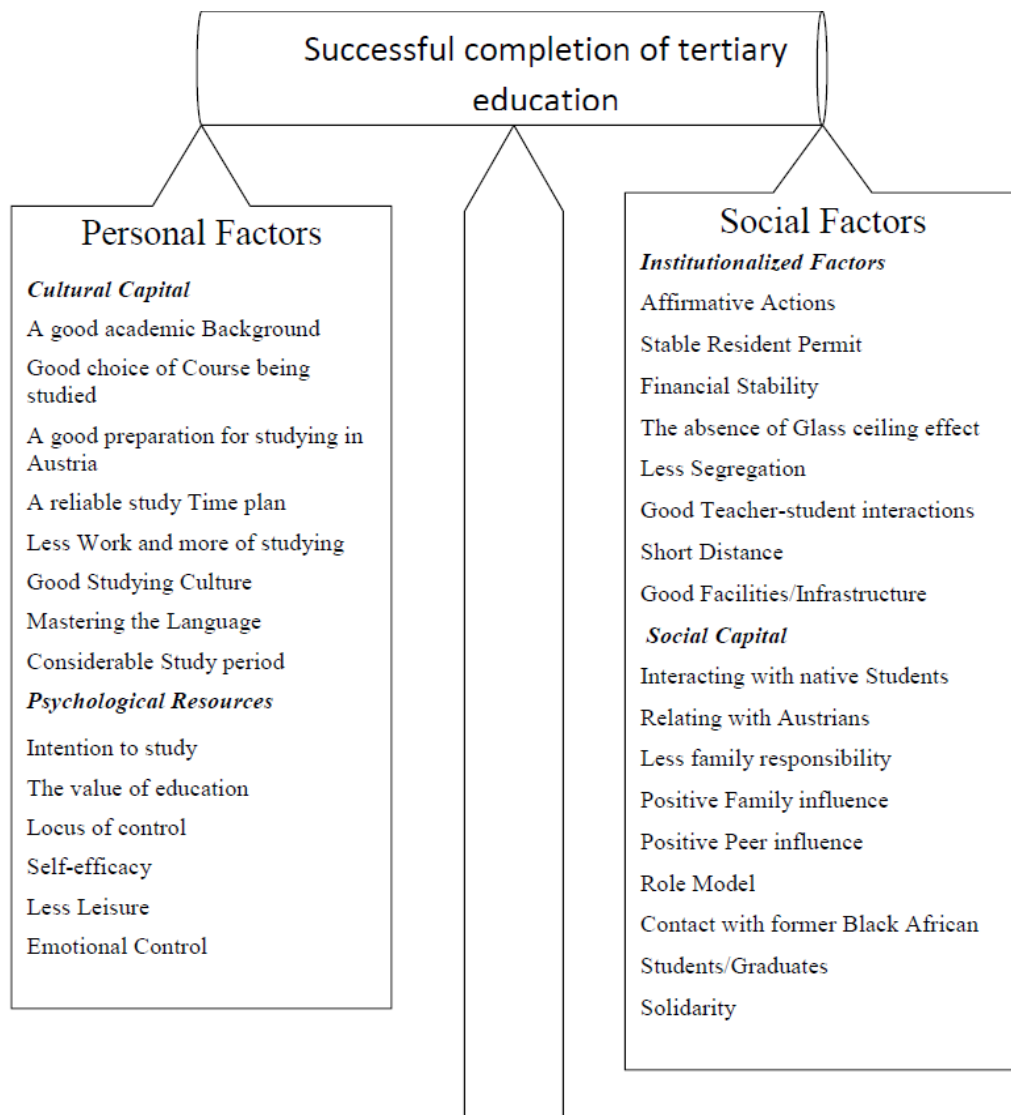 Successful completion of tertiary
education
Personal Factors
Cultural Capital
A good academic Background
Good choice of Course being
studied
A good preparation for studying in
Austria
A reliable study Time plan
Less Work and more of studying
Good Studying Culture
Mastering the Language
Considerable Study period
Psychological Resources
Intention to study
The value of education
Locus of control
Self-efficacy
Less Leisure
Emotional Control
Social Factors
Institutionalized Factors
Affirmative Actions
Stable Resident Permit
Financial Stability
The absence of Glass ceiling effect
Less Segregation
Good Teacher-student interactions
Short Distance
Good Facilities/Infrastructure
Social Capital
Interacting with native Students
Relating with Austrians
Less family responsibility
Positive Family influence
Positive Peer influence
Role Model
Contact with former Black African
Students/Graduates
Solidarity